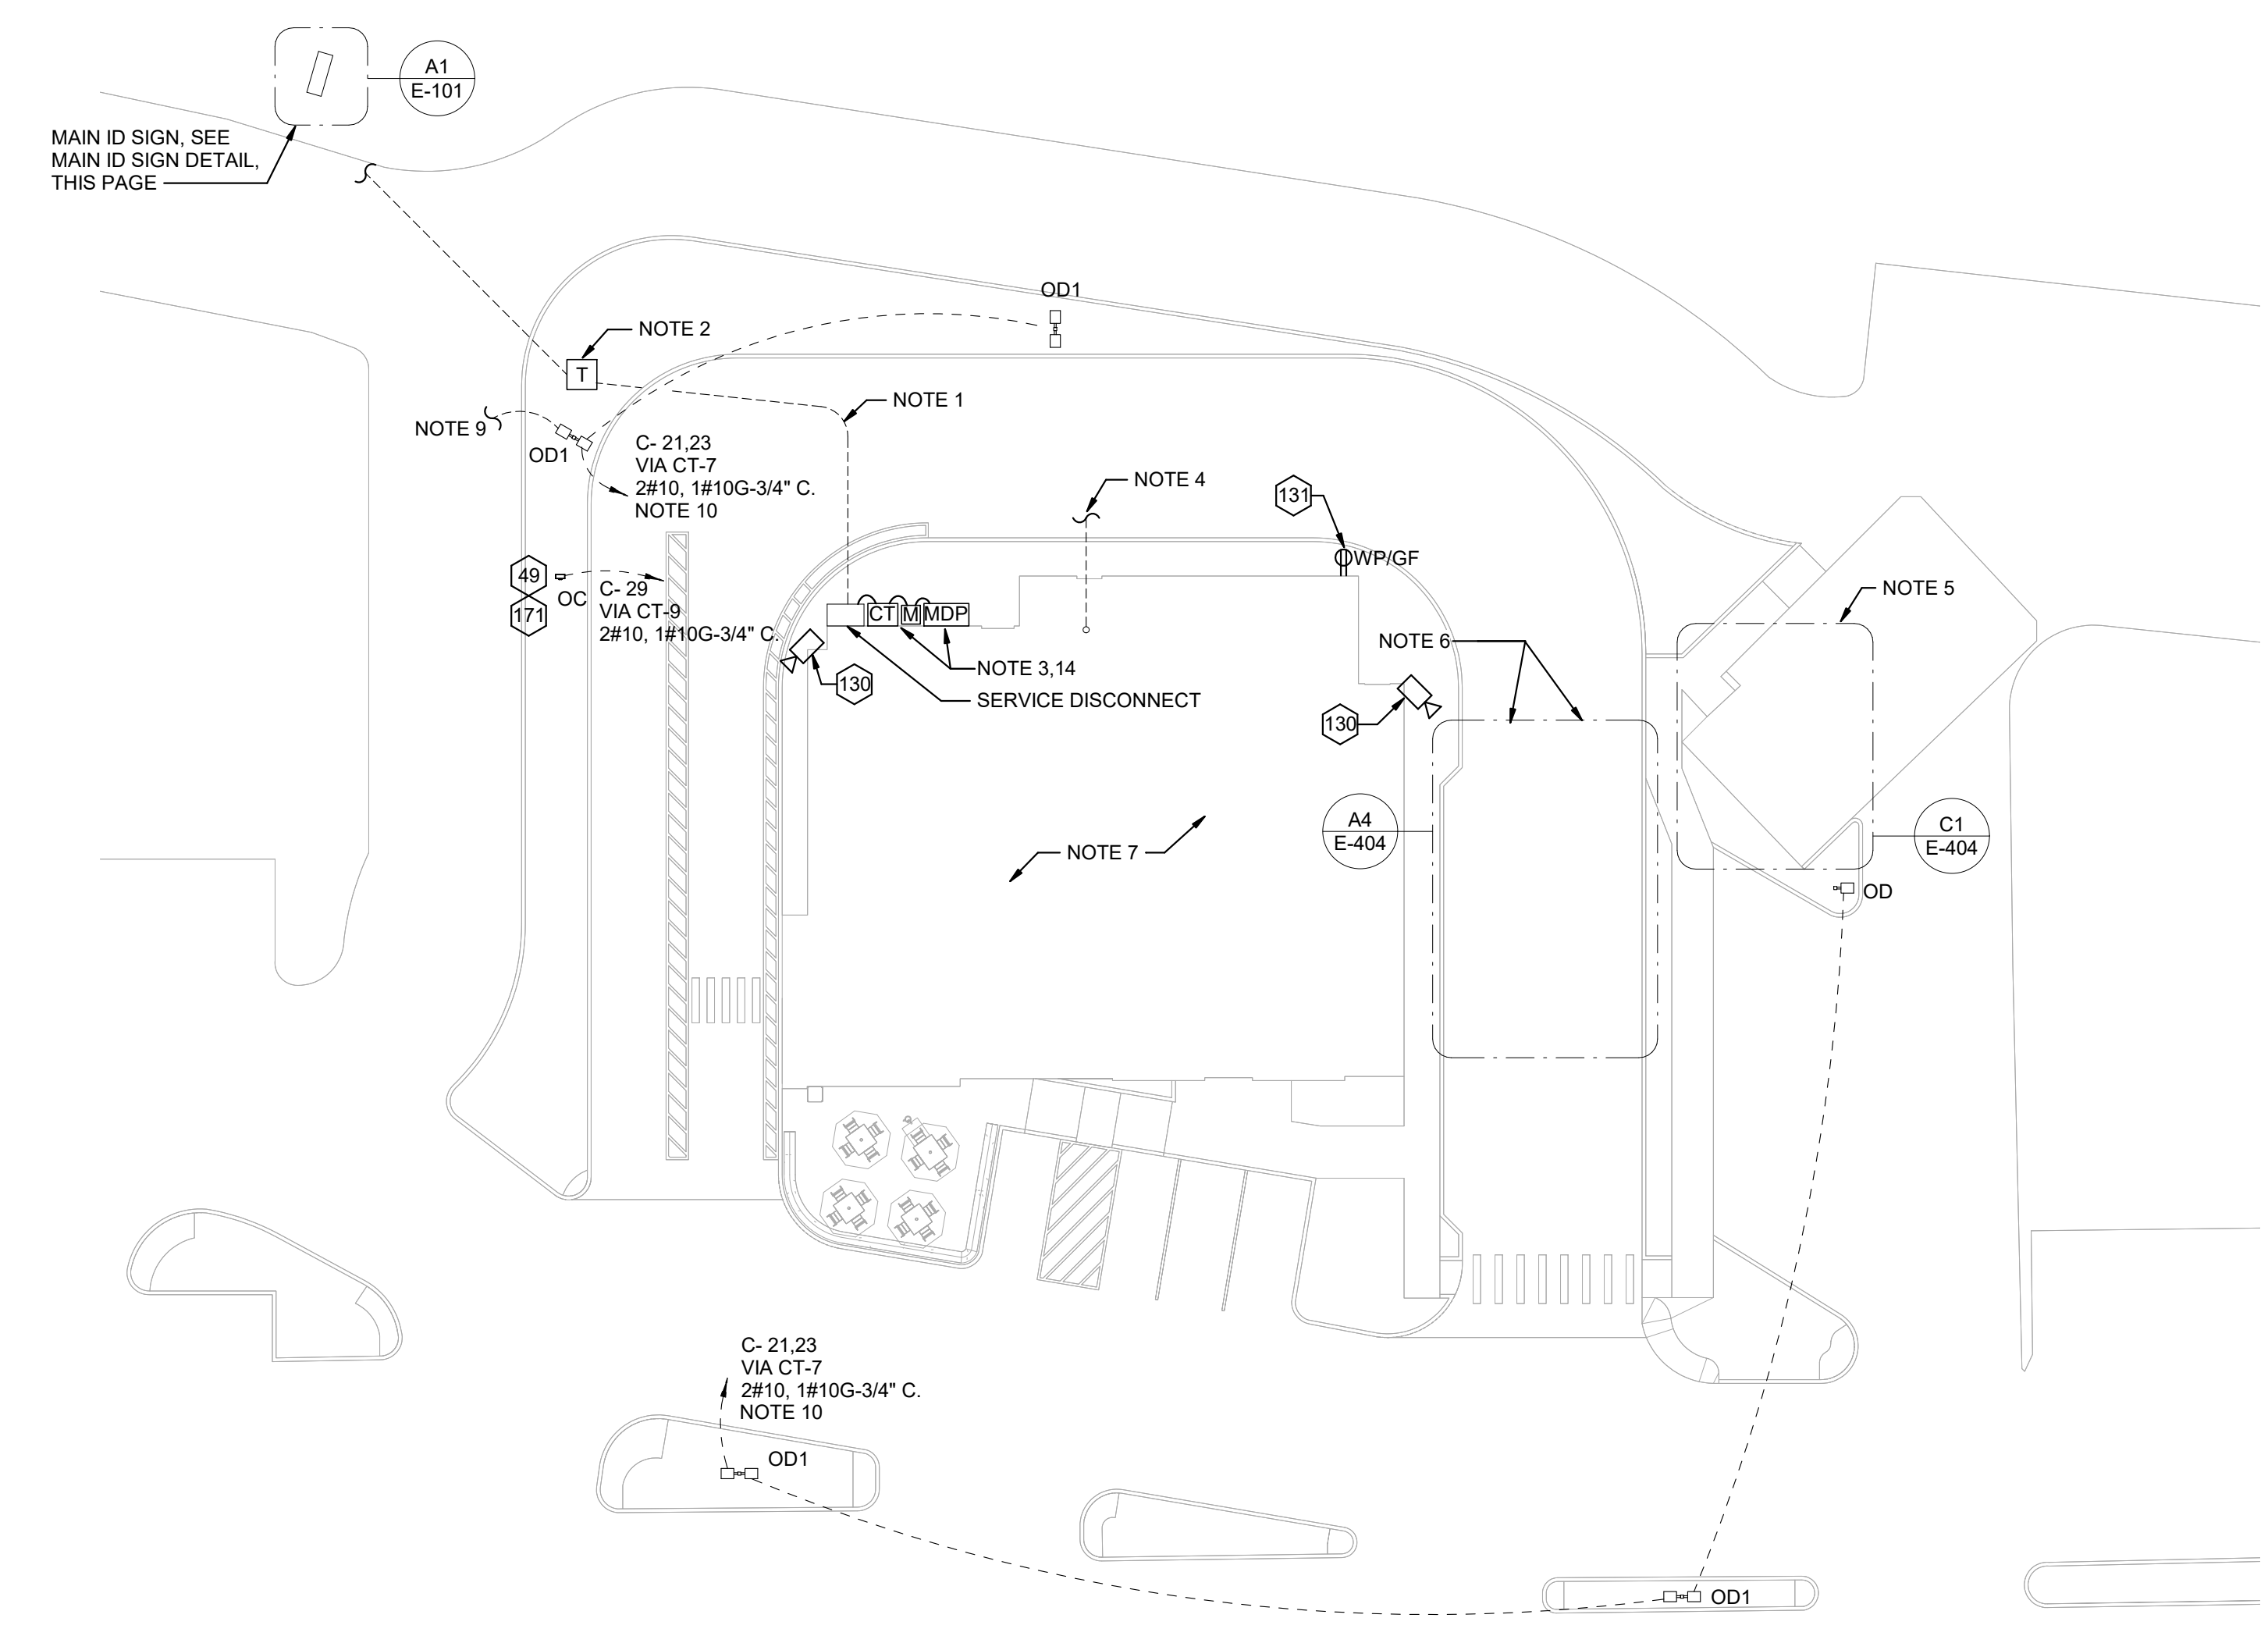 A1
E-101
MAIN ID SIGN, SEE
MAIN ID SIGN DETAIL,
THIS PAGE
OD1
NOTE 2
T
NOTE 1
NOTE 9
OD1
C- 21,23
VIA CT-7
2#10, 1#10G-3/4" C.
NOTE 10
NOTE 4
131
WP/GF
49
171
OC
C- 29
VIA CT-9
2#10, 1#10G-3/4" C.
CT
M
MDP
NOTE 5
NOTE 6
NOTE 3,14
130
SERVICE DISCONNECT
130
A4
E-404
C1
E-404
NOTE 7
OD
C- 21,23
VIA CT-7
2#10, 1#10G-3/4" C.
NOTE 10
OD1
OD1